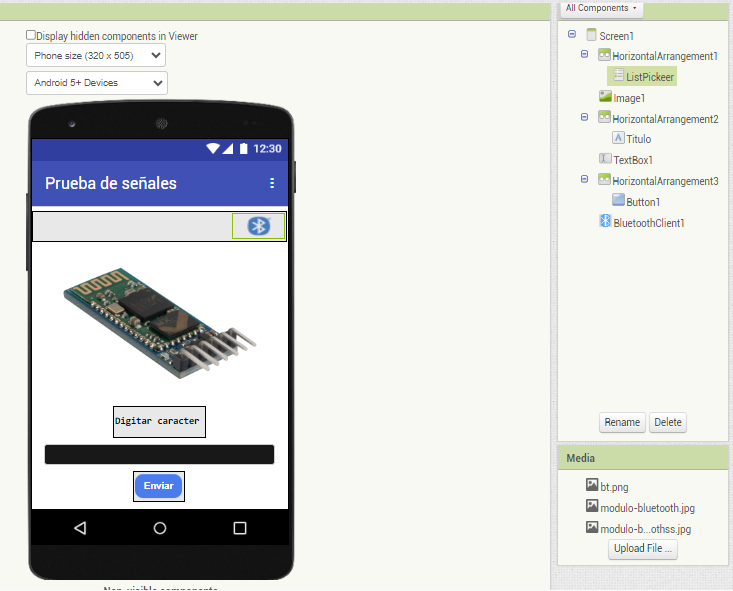 All Components
Display hidden components in Viewer
Phone size (320 x 505)
Android 5+ Devices
12:30
Prueba de señales
Digitar caracter
Enviar
Non-visible components
Screen1
HorizontalArrangement1
ListPickeer
Image1
HorizontalArrangement2
A Titulo
TextBox1
HorizontalArrangement3
Button1
BluetoothClient1
Rename Delete
Media
bt.png
modulo-bluetooth.jpg
modulo-b...othss.jpg
Upload File ...